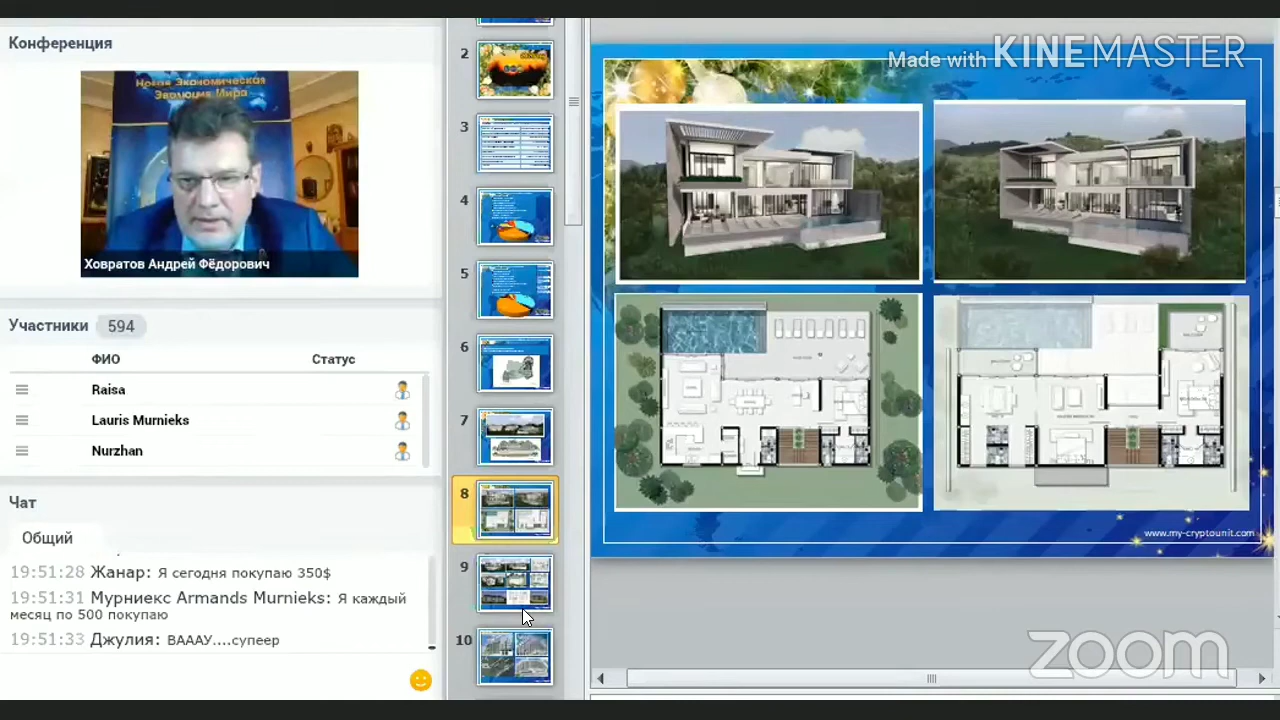 Конференция
Новая Экономическая
Эволюция Мира
Ховратов Андрей Фёдорович
Участники 594
ФИО Статус
Raisa
Lauris Murnieks
Nurzhan
Чат
Общий
19:51:28 Жанар: Я сегодня покупаю 350$
19:51:31 Мурниекс Armands Murnieks: Я каждый
месяц по 500 покупаю
19:51:33 Джулия: ВАААУ....супеер
2
3
4
5
6
7
8
9
10
Made with KINEMASTER
www.my-cryptounit.com
zoom